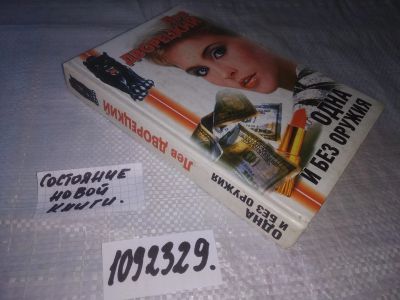 Лев
ДВОРЕЦКИЙ
ОДНА
И БЕЗ ОРУЖИЯ
Лев ДВОРЕЦКИЙ
ОДНА
И БЕЗ ОРУЖИЯ
СОСТОЯНИЕ
НОВОЙ
КНИГИ.
1092329.